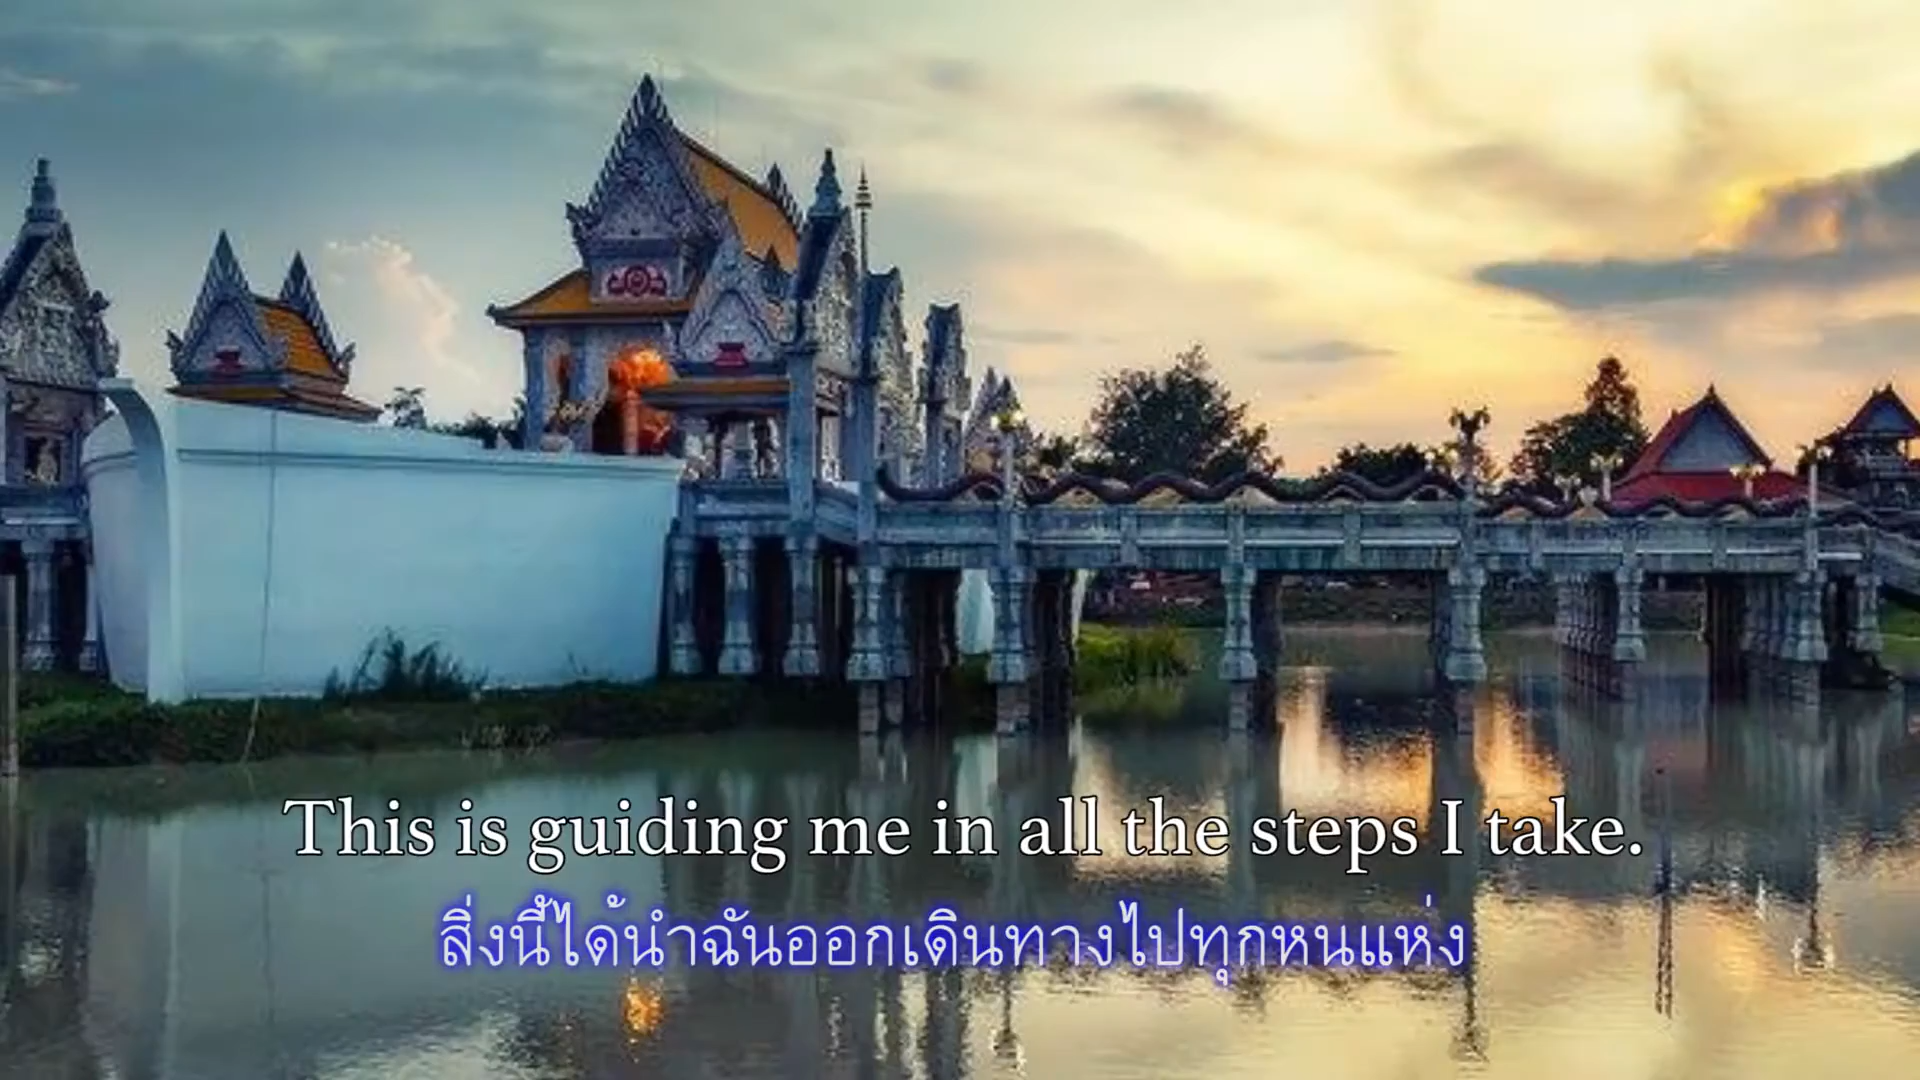 This is guiding me in all the steps I take.
สิ่งนี้ได้นำฉันออกเดินทางไปทุกหนแห่ง